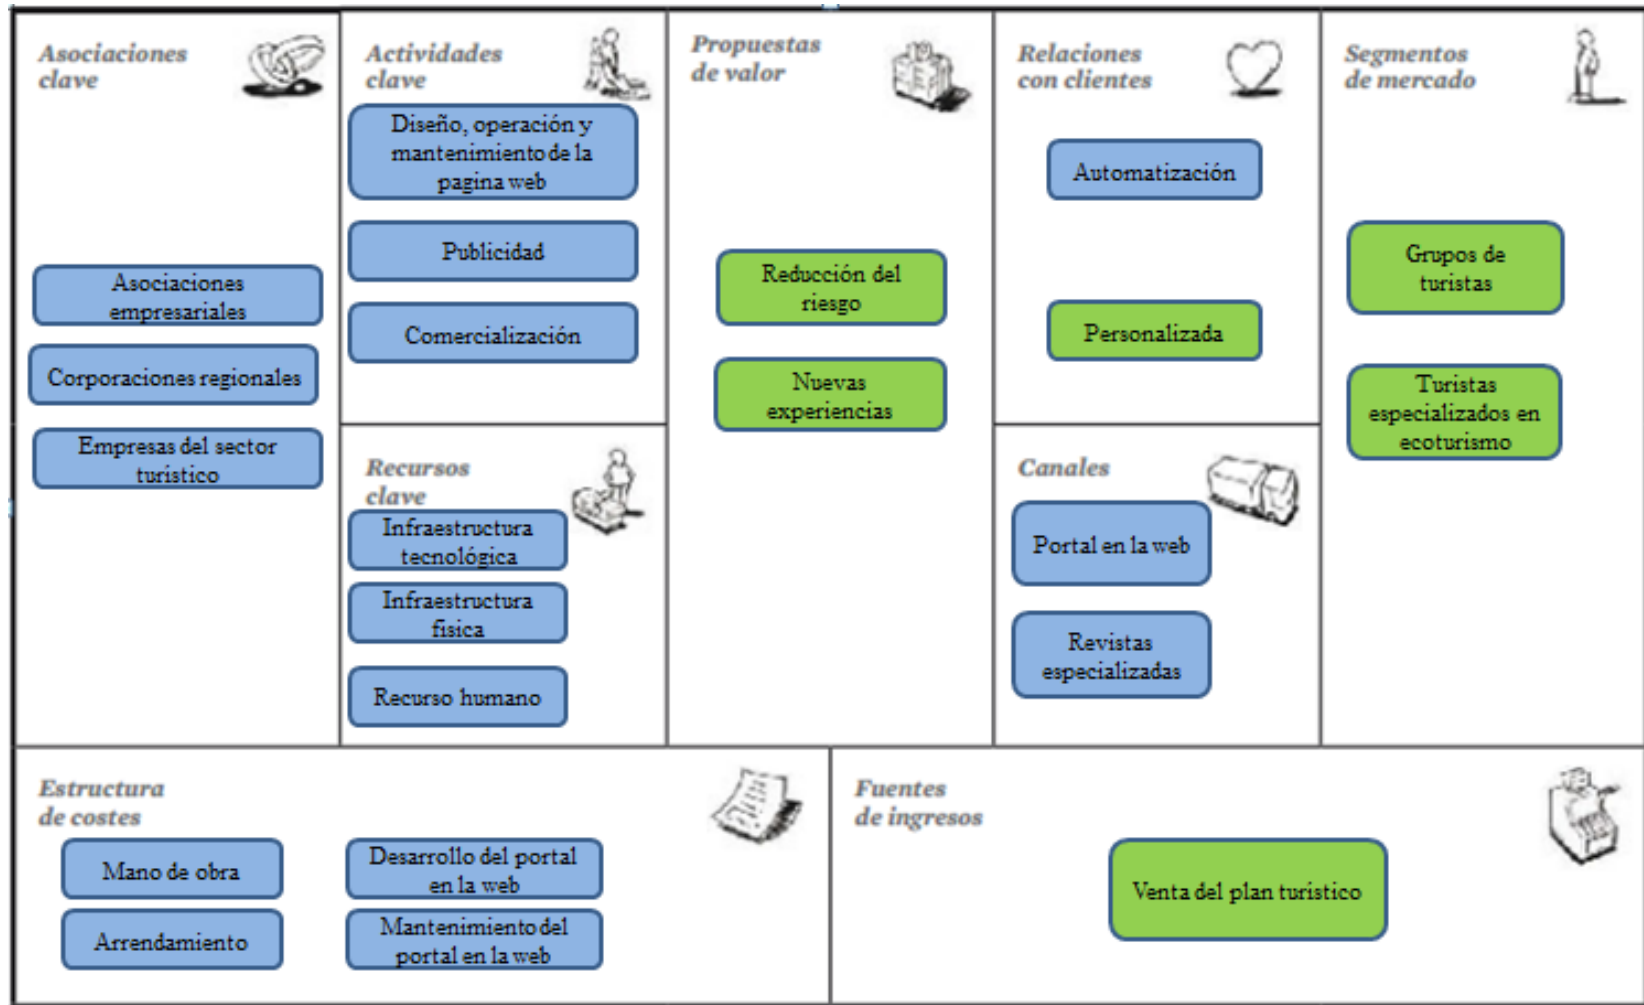 Asociaciones
clave
Asociaciones
empresariales
Corporaciones regionales
Empresas del sector
turístico
Actividades
clave
Diseño, operación y
mantenimiento de la
pagina web
Publicidad
Comercialización
Recursos
clave
Infraestructura
tecnológica
Infraestructura
física
Recurso humano
Propuestas
de valor
Reducción del
riesgo
Nuevas
experiencias
Relaciones
con clientes
Automatización
Personalizada
Canales
Portal en la web
Revistas
especializadas
Segmentos
de mercado
Grupos de
turistas
Turistas
especializados en
ecoturismo
Estructura
de costes
Mano de obra
Arrendamiento
Desarrollo del portal
en la web
Mantenimiento del
portal en la web
Fuentes
de ingresos
Venta del plan turístico